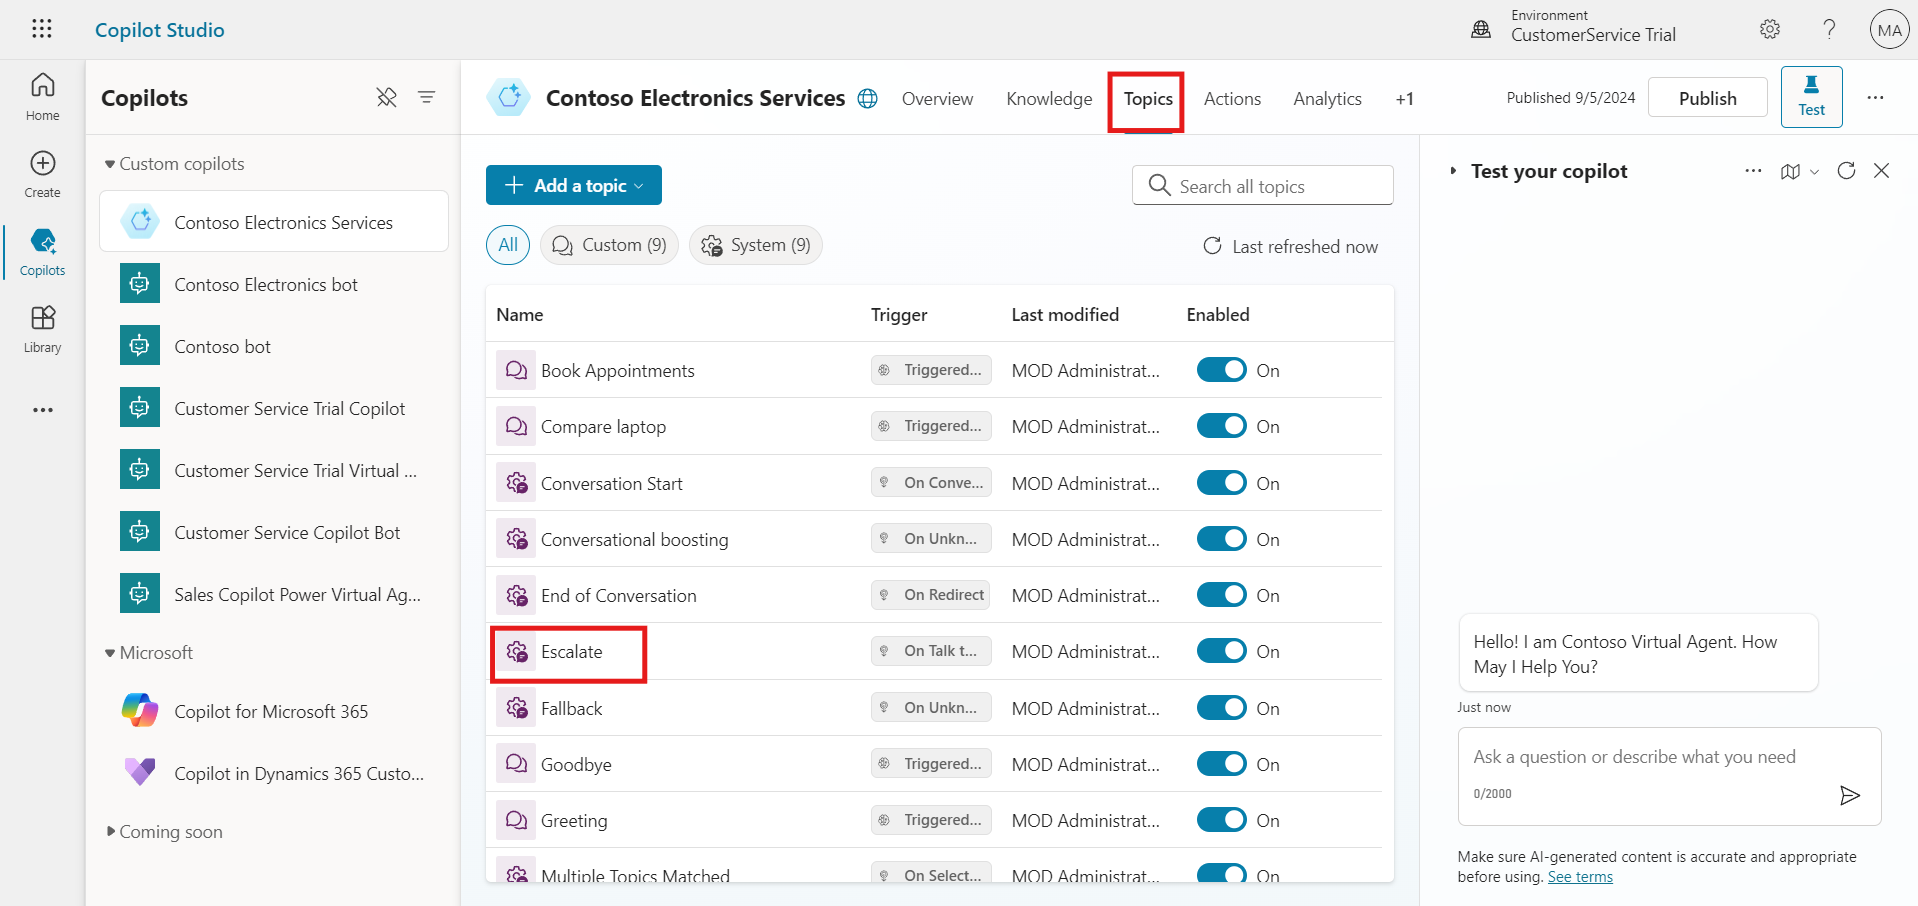 Copilot Studio
Environment
CustomerService Trial
MA
Home
Create
Copilots
Library
Copilots
Custom copilots
Contoso Electronics Services
Contoso Electronics bot
Contoso bot
Customer Service Trial Copilot
Customer Service Trial Virtual ...
Customer Service Copilot Bot
Sales Copilot Power Virtual Ag...
Microsoft
Copilot for Microsoft 365
Copilot in Dynamics 365 Custo...
Coming soon
Contoso Electronics Services
Overview
Knowledge
Topics
Actions
Analytics
+1
Published 9/5/2024
Publish
Test
Add a topic
Search all topics
All
Custom (9)
System (9)
Last refreshed now
Name Trigger Last modified Enabled
Book Appointments Triggered... MOD Administrat... On
Compare laptop Triggered... MOD Administrat... On
Conversation Start On Conve... MOD Administrat... On
Conversational boosting On Unkn... MOD Administrat... On
End of Conversation On Redirect MOD Administrat... On
Escalate On Talk t... MOD Administrat... On
Fallback On Unkn... MOD Administrat... On
Goodbye Triggered... MOD Administrat... On
Greeting Triggered... MOD Administrat... On
Multiple Topics Matched On Select... MOD Administrat... On
Test your copilot
Hello! I am Contoso Virtual Agent. How
May I Help You?
Just now
Ask a question or describe what you need
0/2000
Make sure AI-generated content is accurate and appropriate
before using. See terms